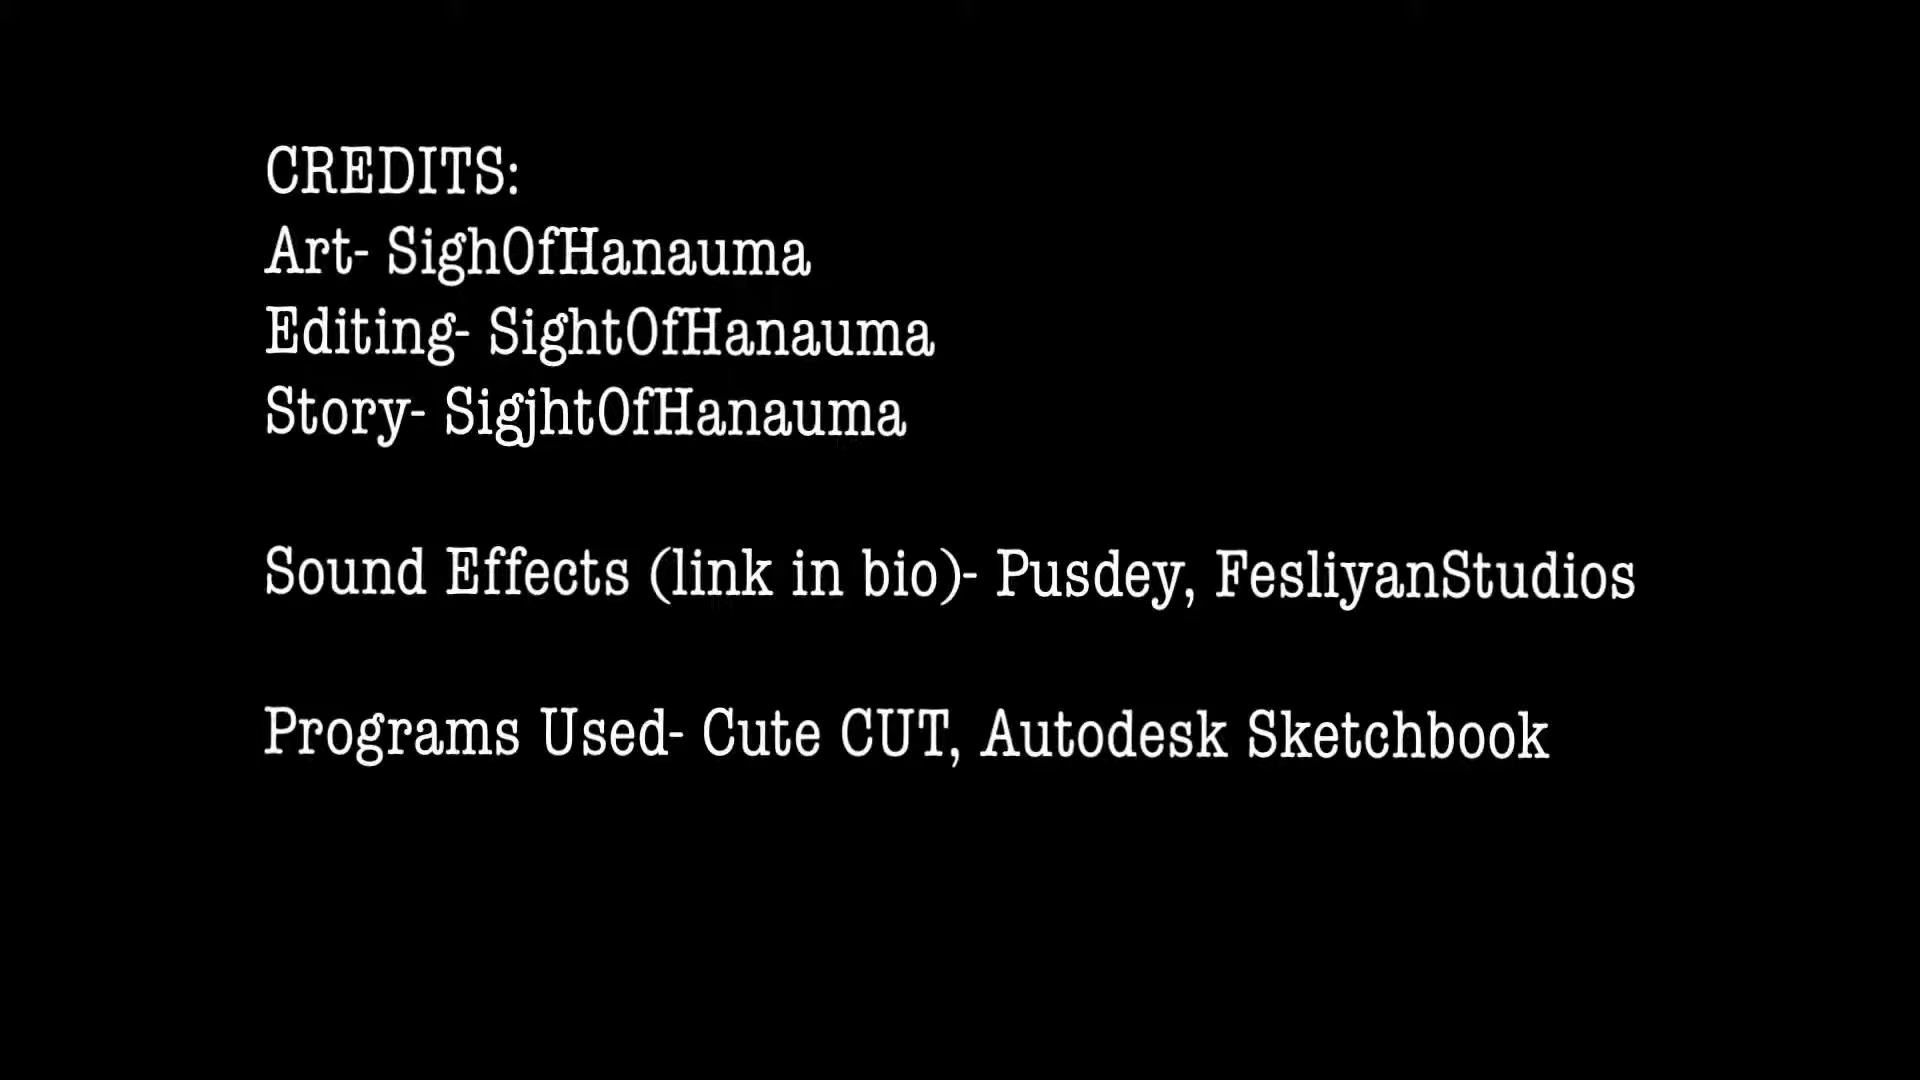 CREDITS:
Art- SighOfHanauma
Editing- SightOfHanauma
Story- SigjhtOfHanauma
Sound Effects (link in bio)- Pusdey, FesliyanStudios
Programs Used- Cute CUT, Autodesk Sketchbook